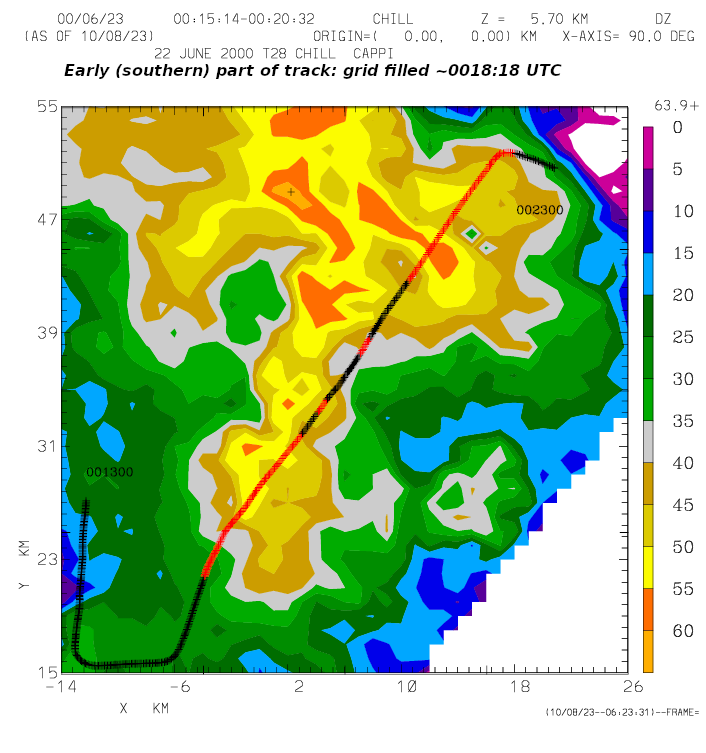 00/06/23 00:15:14-00:20:32 CHILL Z = 5.70 KM DZ
(AS OF 10/08/23) ORIGIN=( 0.00, 0.00) KM X-AXIS= 90.0 DEG
22 JUNE 2000 T28 CHILL CAPPI
Early (southern) part of track: grid filled ~0018:18 UTC
63.9+
55
0
5
002300
47
10
15
20
39
25
30
35
31
001300
40
45
23
50
Y KM
55
60
15
-14 -6 2 10 18 26
X KM
(10/08/23--06:23:31)--FRAME=